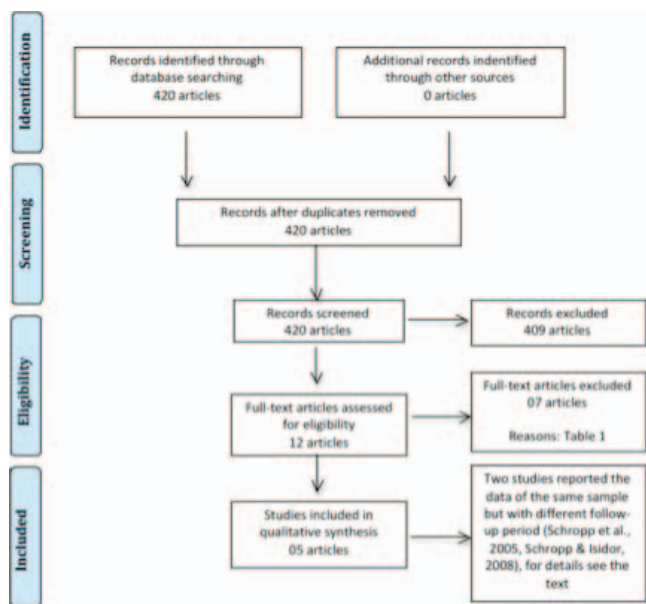 Identification
Records identified through
database searching
420 articles
Additional records indentified
through other sources
0 articles
Screening
Records after duplicates removed
420 articles
Records screened
420 articles
Records excluded
409 articles
Eligibility
Full-text articles assessed
for eligibility
12 articles
Full-text articles excluded
07 articles
Reasons: Table 1
Included
Studies included in
qualitative synthesis
05 articles
Two studies reported the
data of the same sample
but with different follow-
up period (Schropp et al.,
2005, Schropp & Isidor,
2008), for details see the
text